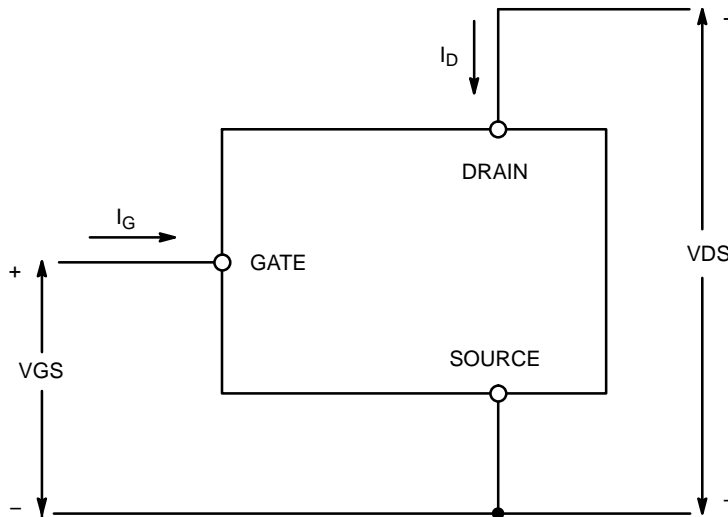 I_D
DRAIN
I_G
+
GATE
VDS
VGS
SOURCE
–